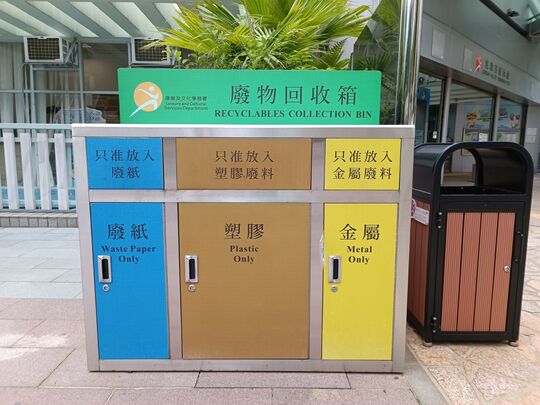 康樂及文化事務署
Leisure and Cultural
Services Department
廢物回收箱
RECYCLABLES COLLECTION BIN
只准放入
廢紙
只准放入
塑膠廢料
只准放入
金屬廢料
廢紙
Waste Paper
Only
塑膠
Plastic
Only
金屬
Metal
Only